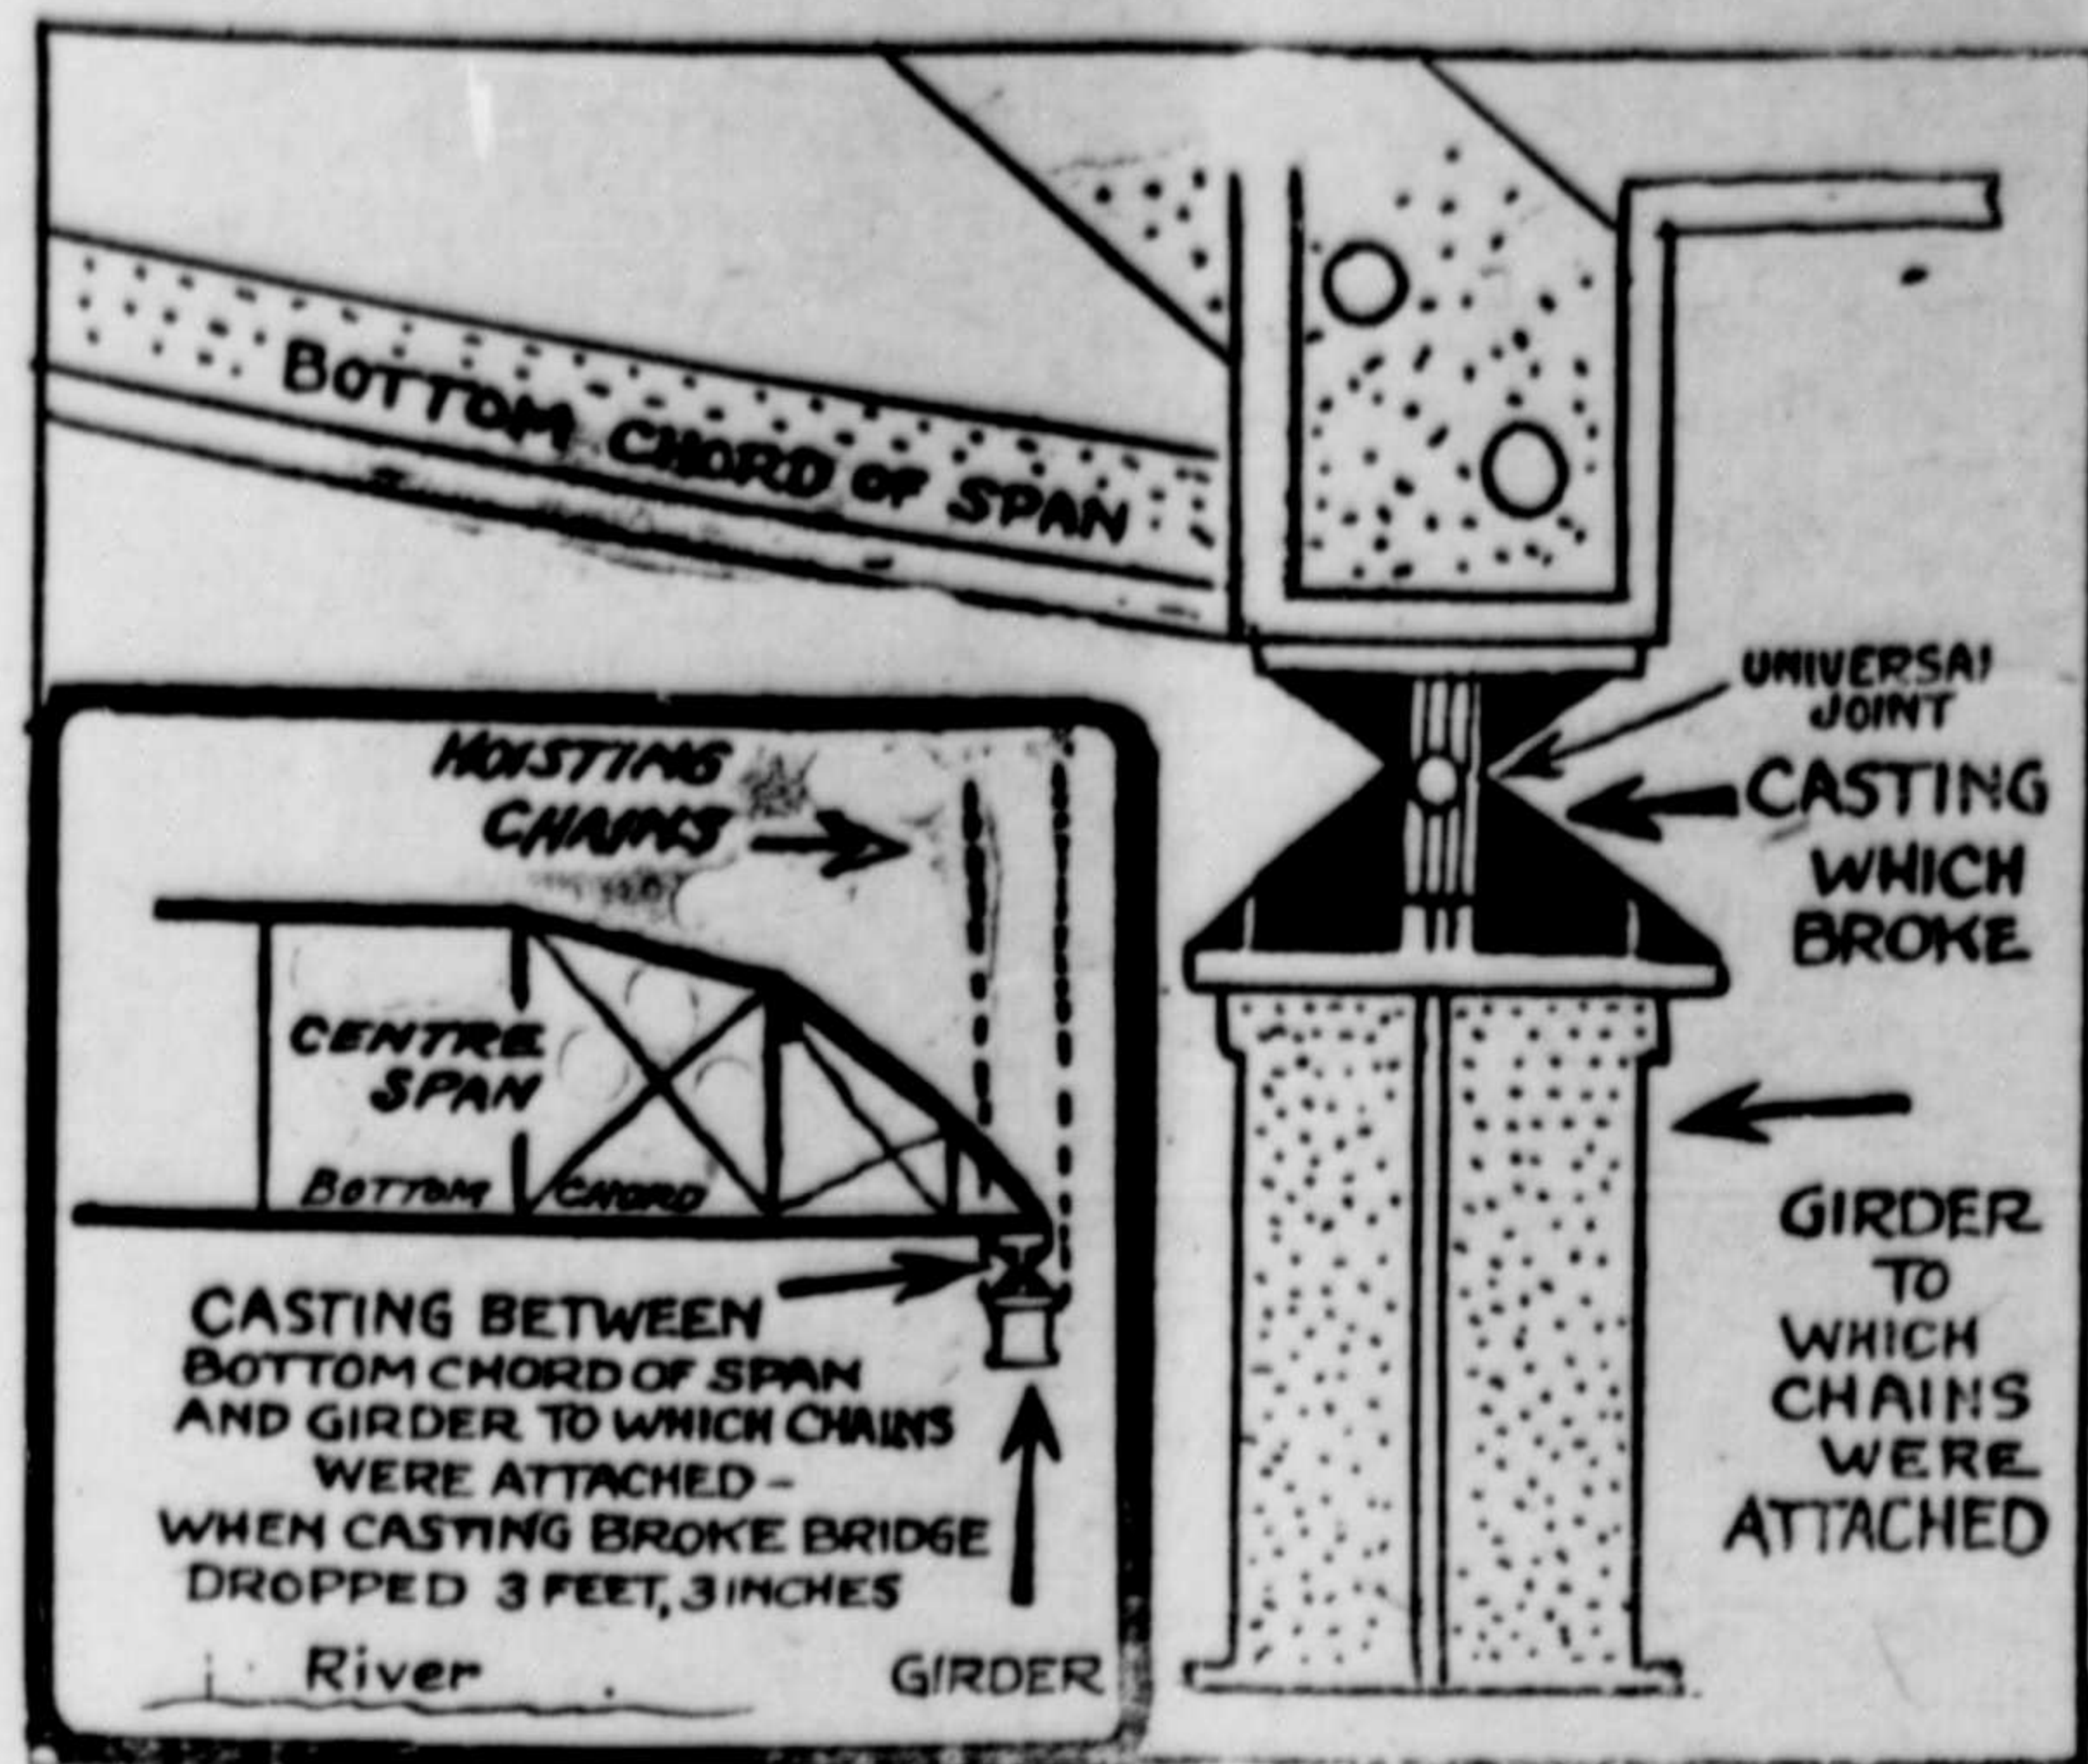 BOTTOM CHORD OF SPAN
UNIVERSAL
JOINT
CASTING
WHICH
BROKE
GIRDER
TO
WHICH
CHAINS
WERE
ATTACHED
HOISTING
CHAINS
CENTRE
SPAN
BOTTOM CHORD
CASTING BETWEEN
BOTTOM CHORD OF SPAN
AND GIRDER TO WHICH CHAINS
WERE ATTACHED -
WHEN CASTING BROKE BRIDGE
DROPPED 3 FEET, 3 INCHES
River
GIRDER